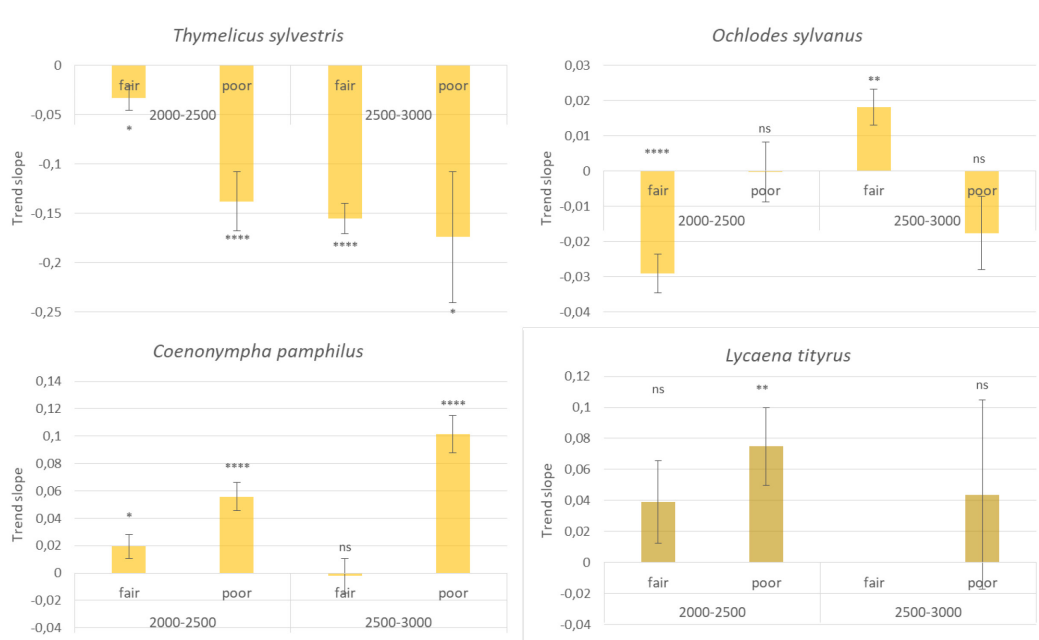 Thymelicus sylvestris
0
-0,05
-0,1
-0,15
-0,2
-0,25
Trend slope
fair
poor
fair
poor
2000-2500
2500-3000
*
****
****
*
Ochlodes sylvanus
0,03
0,02
0,01
0
-0,01
-0,02
-0,03
-0,04
Trend slope
****
ns
**
ns
fair
poor
fair
poor
2000-2500
2500-3000
Coenonympha pamphilus
0,14
0,12
0,1
0,08
0,06
0,04
0,02
0
-0,02
-0,04
Trend slope
*
****
ns
****
fair
poor
fair
poor
2000-2500
2500-3000
Lycaena tityrus
0,12
0,1
0,08
0,06
0,04
0,02
0
-0,02
-0,04
Trend slope
ns
**
ns
fair
poor
fair
poor
2000-2500
2500-3000